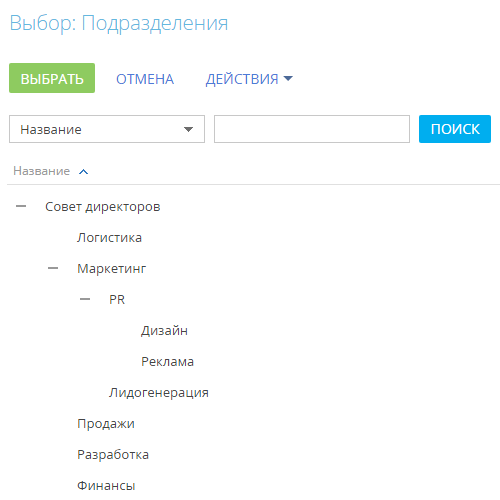 Выбор: Подразделения
ВЫБРАТЬ ОТМЕНА ДЕЙСТВИЯ
Название ПОИСК
Название
Совет директоров
Логистика
Маркетинг
PR
Дизайн
Реклама
Лидогенерация
Продажи
Разработка
Финансы